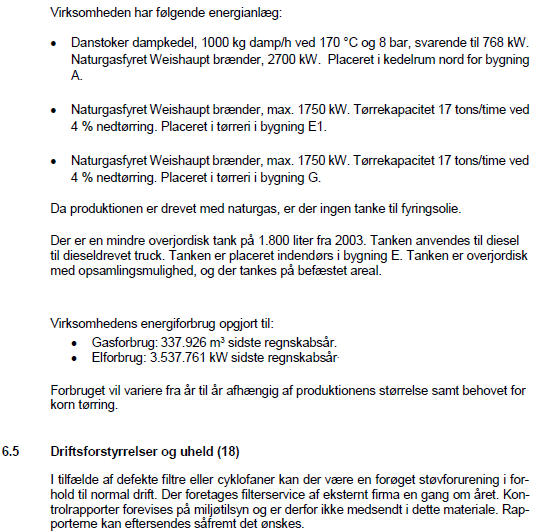 Virksomheden har følgende energianlæg:
• Danstoker dampkedel, 1000 kg damp/h ved 170 °C og 8 bar, svarende til 768 kW.
Naturgasfyret Weishaupt brænder, 2700 kW. Placeret i kedelrum nord for bygning
A.
• Naturgasfyret Weishaupt brænder, max. 1750 kW. Tørrekapacitet 17 tons/time ved
4 % nedtørring. Placeret i tørreri i bygning E1.
• Naturgasfyret Weishaupt brænder, max. 1750 kW. Tørrekapacitet 17 tons/time ved
4 % nedtørring. Placeret i tørreri i bygning G.
Da produktionen er drevet med naturgas, er der ingen tanke til fyringsolie.
Der er en mindre overjordisk tank på 1.800 liter fra 2003. Tanken anvendes til diesel
til dieseldrevet truck. Tanken er placeret indendørs i bygning E. Tanken er overjordisk
med opsamlingsmulighed, og der tankes på befæstet areal.
Virksomhedens energiforbrug opgjort til:
• Gasforbrug: 337.926 m³ sidste regnskabsår.
• Elforbrug: 3.537.761 kW sidste regnskabsår.
Forbruget vil variere fra år til år afhængig af produktionens størrelse samt behovet for
korn tørring.
6.5 Driftsforstyrrelser og uheld (18)
I tilfælde af defekte filtre eller cyklofaner kan der være en forøget støvforurening i for-
hold til normal drift. Der foretages filterservice af eksternt firma en gang om året. Kon-
trolrapporter forevises på miljøtilsyn og er derfor ikke medsendt i dette materiale. Rap-
porterne kan eftersendes såfremt det ønskes.